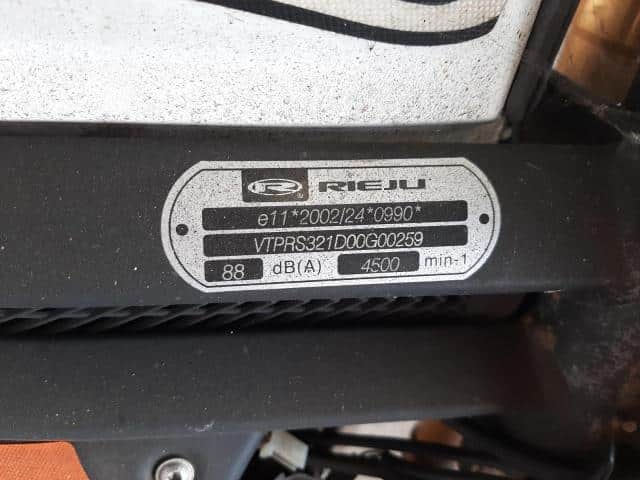 R® RIEJU
e11*2002/24*0990*
VTPRS321D00G00259
88 dB(A) 4500 min-1